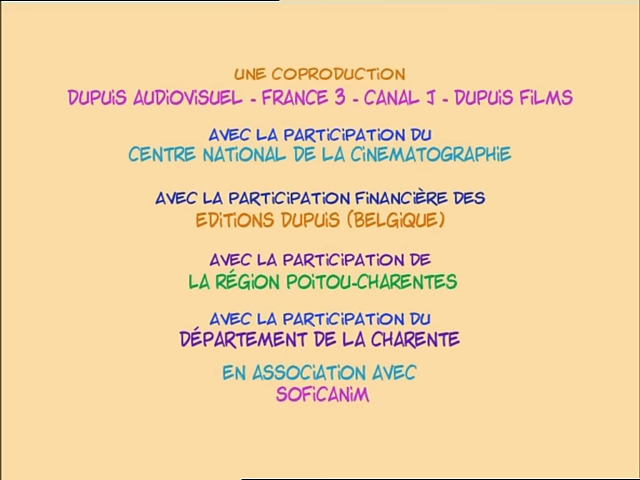 UNE COPRODUCTION
DUPUiS AUDiOViSUEL - FRANCE 3 - CANAL J - DUPUiS FiLMS
AVEC LA PARTiCiPATiON DU
CENTRE NATiONAL DE LA CiNEMATOGRAPHiE
AVEC LA PARTiCiPATiON FiNANCiÈRE DES
EDiTiONS DUPUiS (BELGiQUE)
AVEC LA PARTiCiPATiON DE
LA RÉGiON POiTOU-CHARENTES
AVEC LA PARTiCiPATiON DU
DÉPARTEMENT DE LA CHARENTE
EN ASSOCiATiON AVEC
SOFiCANiM